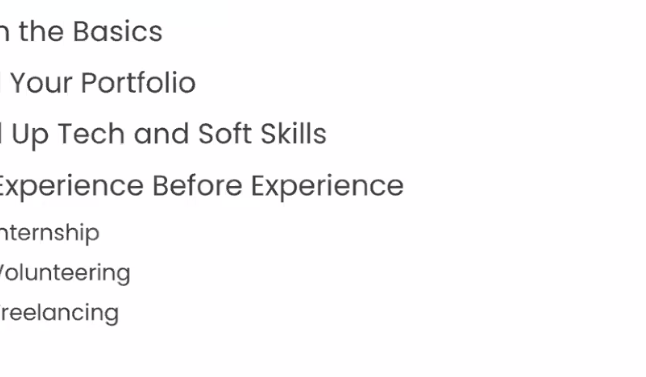 the Basics
Your Portfolio
Up Tech and Soft Skills
Experience Before Experience
nternship
Volunteering
reelancing